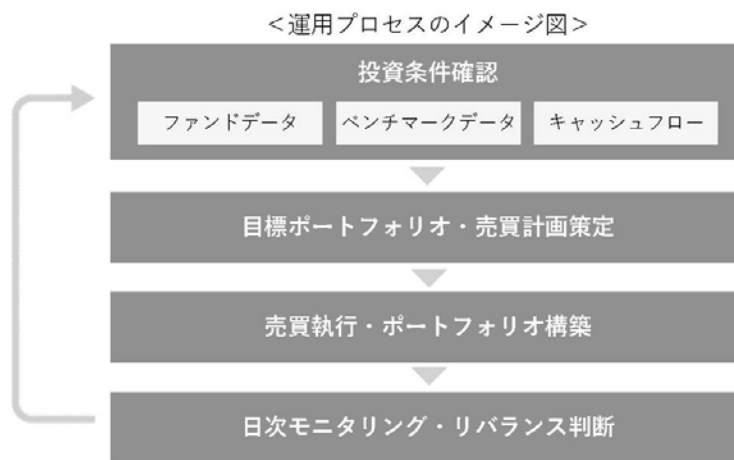 ＜運用プロセスのイメージ図＞
投資条件確認
ファンドデータ ベンチマークデータ キャッシュフロー
目標ポートフォリオ・売買計画策定
売買執行・ポートフォリオ構築
日次モニタリング・リバランス判断